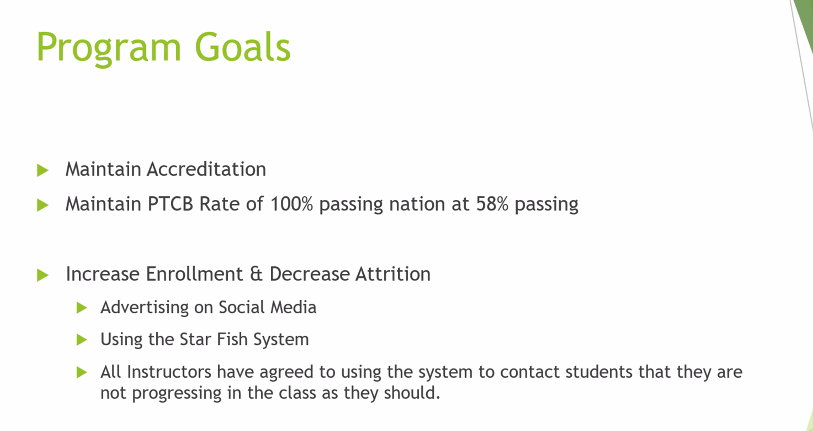 Program Goals
Maintain Accreditation
Maintain PTCB Rate of 100% passing nation at 58% passing
Increase Enrollment & Decrease Attrition
Advertising on Social Media
Using the Star Fish System
All Instructors have agreed to using the system to contact students that they are
not progressing in the class as they should.